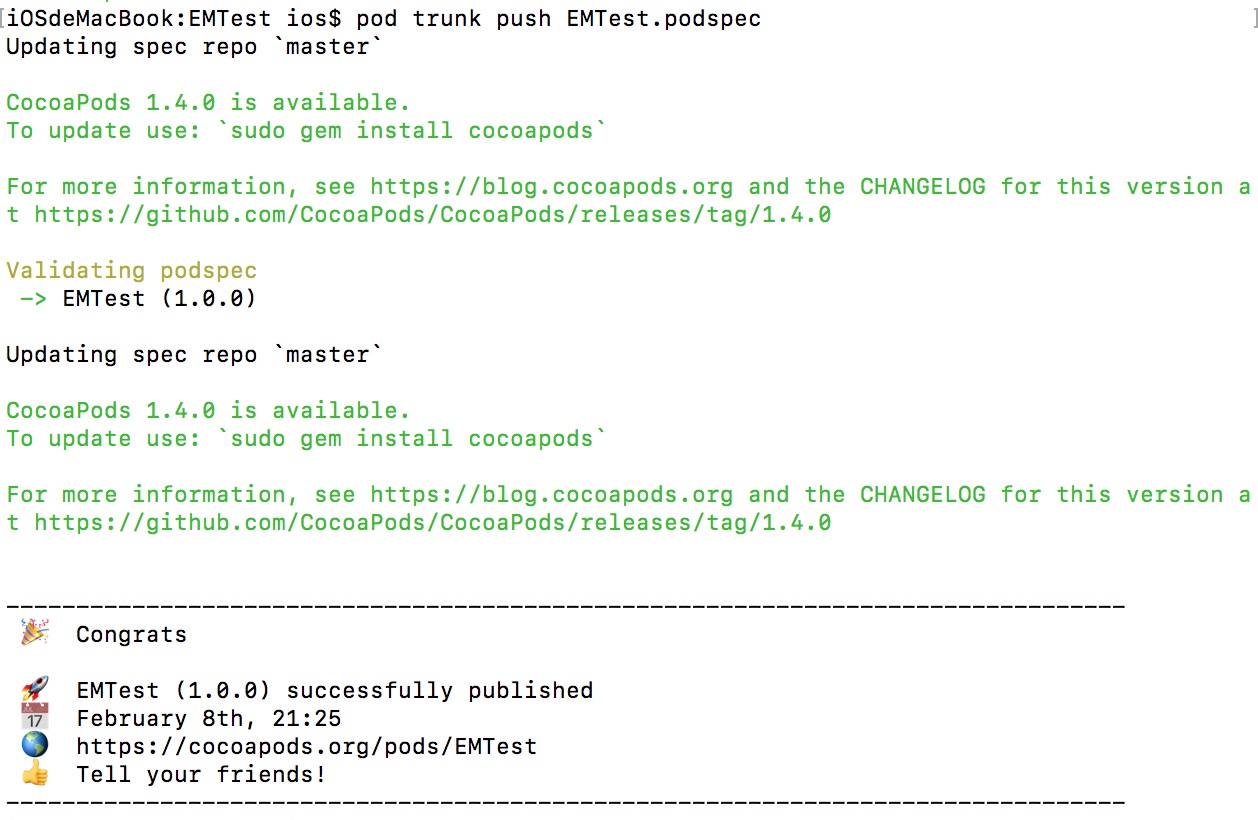 [iOSdeMacBook:EMTest ios$ pod trunk push EMTest.podspec ]
Updating spec repo `master`
CocoaPods 1.4.0 is available.
To update use: `sudo gem install cocoapods`
For more information, see https://blog.cocoapods.org and the CHANGELOG for this version a
t https://github.com/CocoaPods/CocoaPods/releases/tag/1.4.0
Validating podspec
-> EMTest (1.0.0)
Updating spec repo `master`
CocoaPods 1.4.0 is available.
To update use: `sudo gem install cocoapods`
For more information, see https://blog.cocoapods.org and the CHANGELOG for this version a
t https://github.com/CocoaPods/CocoaPods/releases/tag/1.4.0
--------------------------------------------------------------------------------
🎉 Congrats
🚀 EMTest (1.0.0) successfully published
📅 February 8th, 21:25
🌎 https://cocoapods.org/pods/EMTest
👍 Tell your friends!
--------------------------------------------------------------------------------